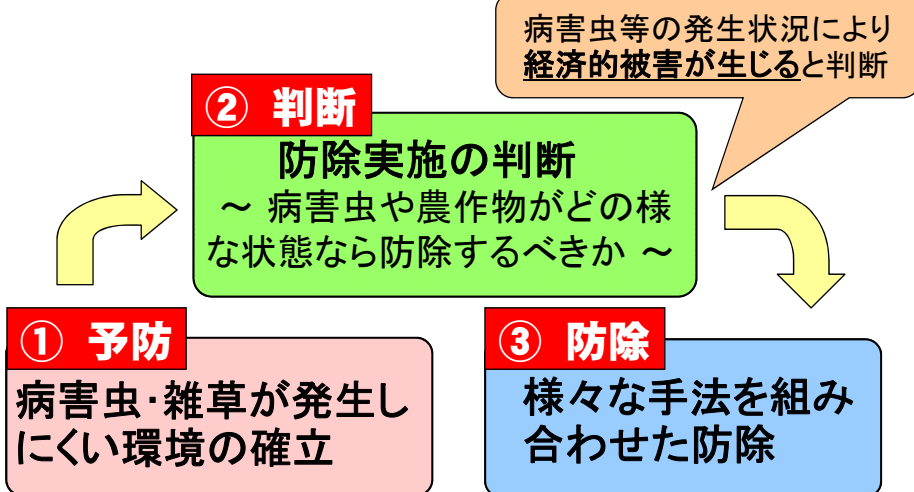 病害虫等の発生状況により
経済的被害が生じると判断
② 判断
防除実施の判断
～ 病害虫や農作物がどの様
な状態なら防除するべきか ～
① 予防
病害虫・雑草が発生し
にくい環境の確立
③ 防除
様々な手法を組み
合わせた防除